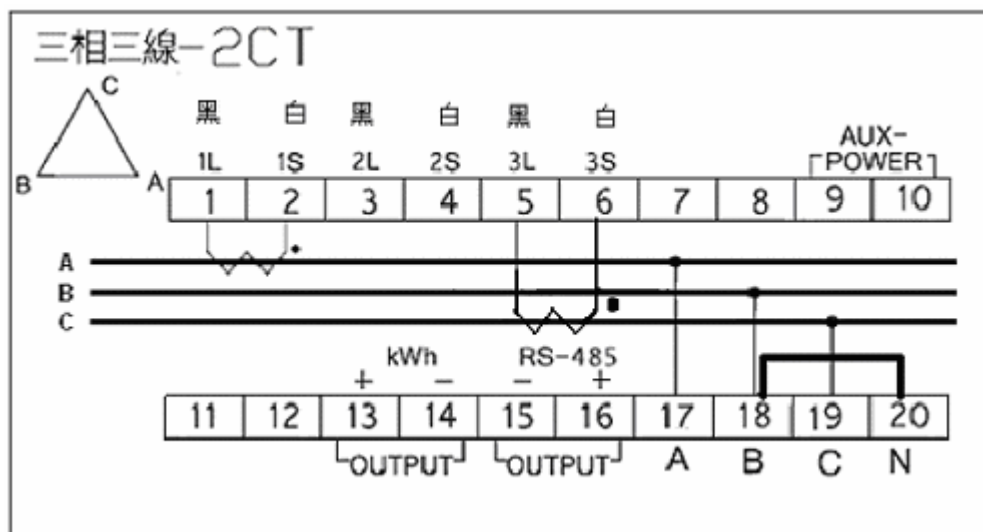 三相三線-2CT
C
B A
黑 白 黑 白 黑 白
1L 1S 2L 2S 3L 3S
AUX-
POWER
1 2 3 4 5 6 7 8 9 10
A
B
C
kWh RS-485
+ - - +
11 12 13 14 15 16 17 18 19 20
OUTPUT OUTPUT A B C N